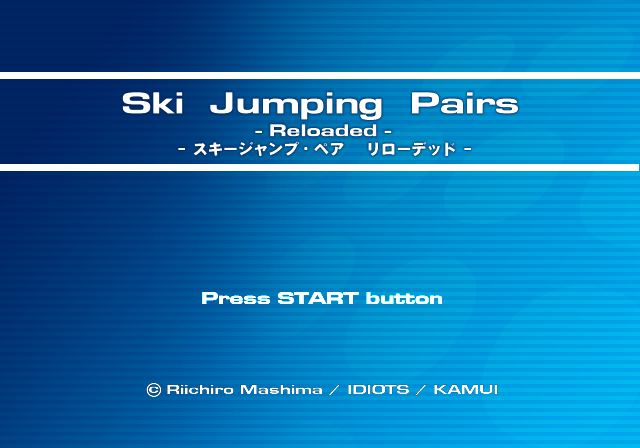 Ski Jumping Pairs
- Reloaded -
- スキージャンプ・ペア リローデッド -
Press START button
© Riichiro Mashima / IDIOTS / KAMUI